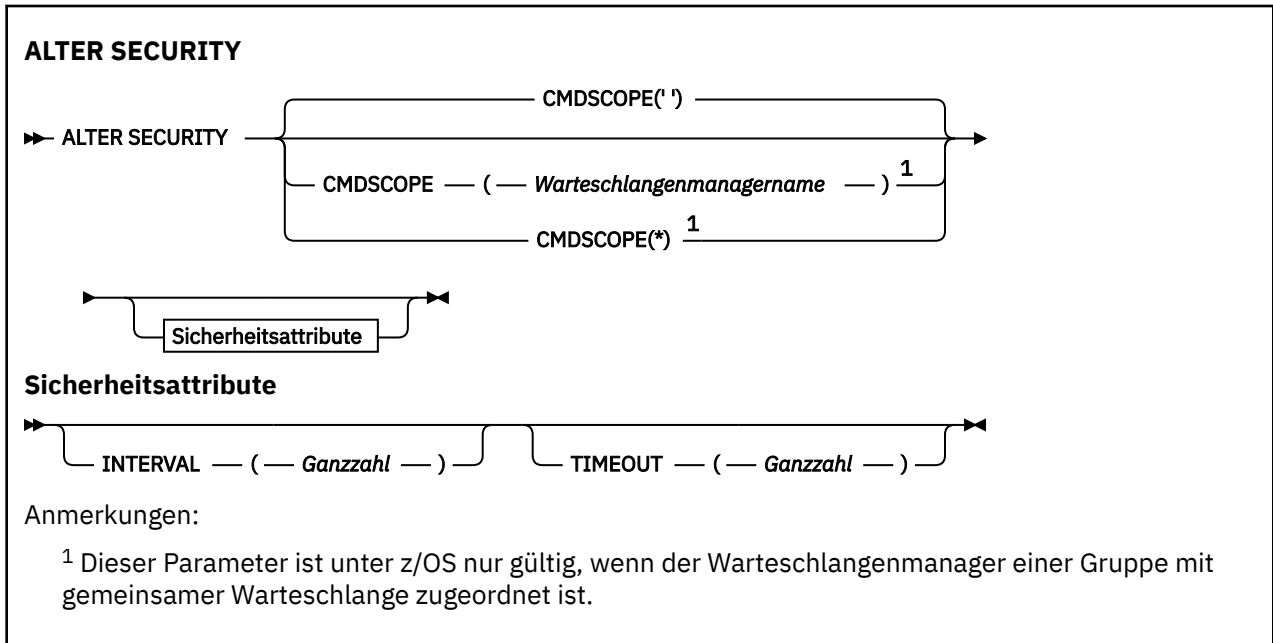 ALTER SECURITY
CMDSCOPE(' ')
ALTER SECURITY
CMDSCOPE ( Warteschlangenmanagername ) 1
CMDSCOPE(*) 1
Sicherheitsattribute
Sicherheitsattribute
INTERVAL ( Ganzzahl ) TIMEOUT ( Ganzzahl )
Anmerkungen:
1 Dieser Parameter ist unter z/OS nur gültig, wenn der Warteschlangenmanager einer Gruppe mit
gemeinsamer Warteschlange zugeordnet ist.